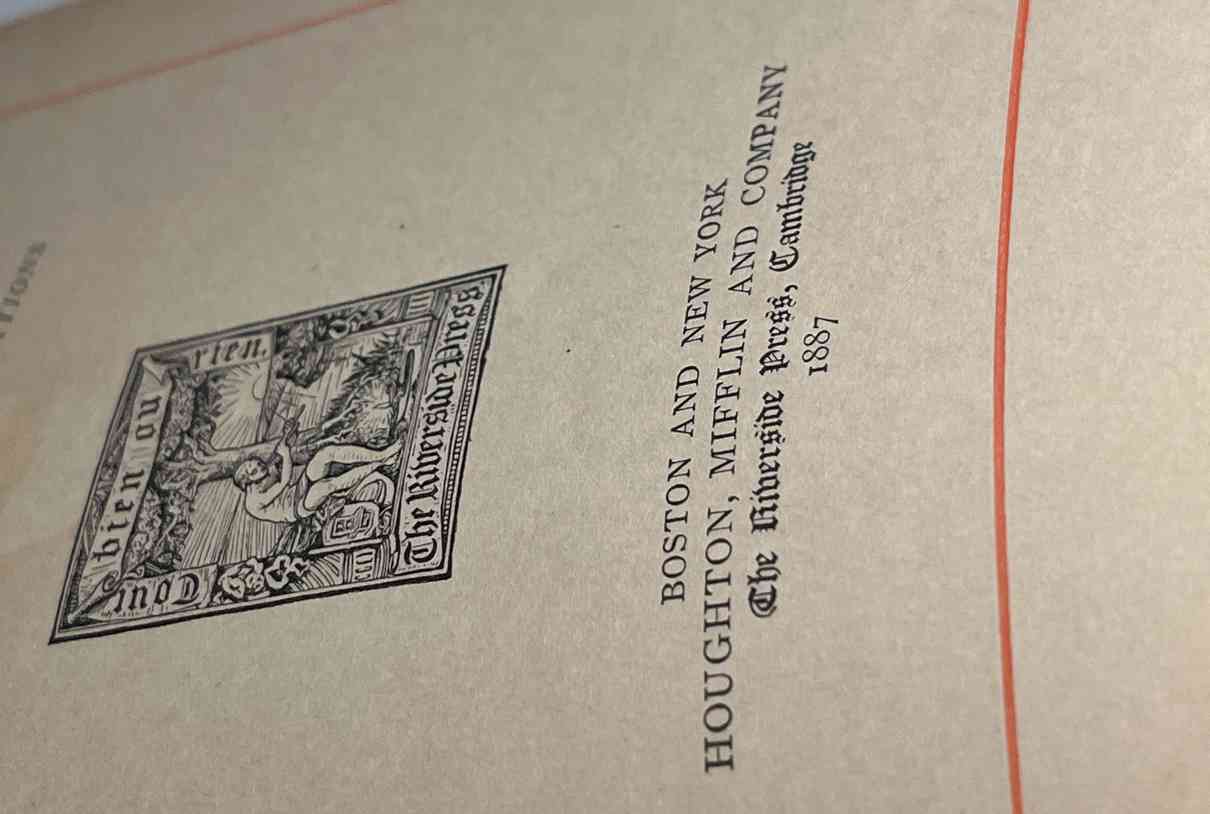 Tout bien ou rien.
The Riverside Press
BOSTON AND NEW YORK
HOUGHTON, MIFFLIN AND COMPANY
The Riverside Press, Cambridge
1887